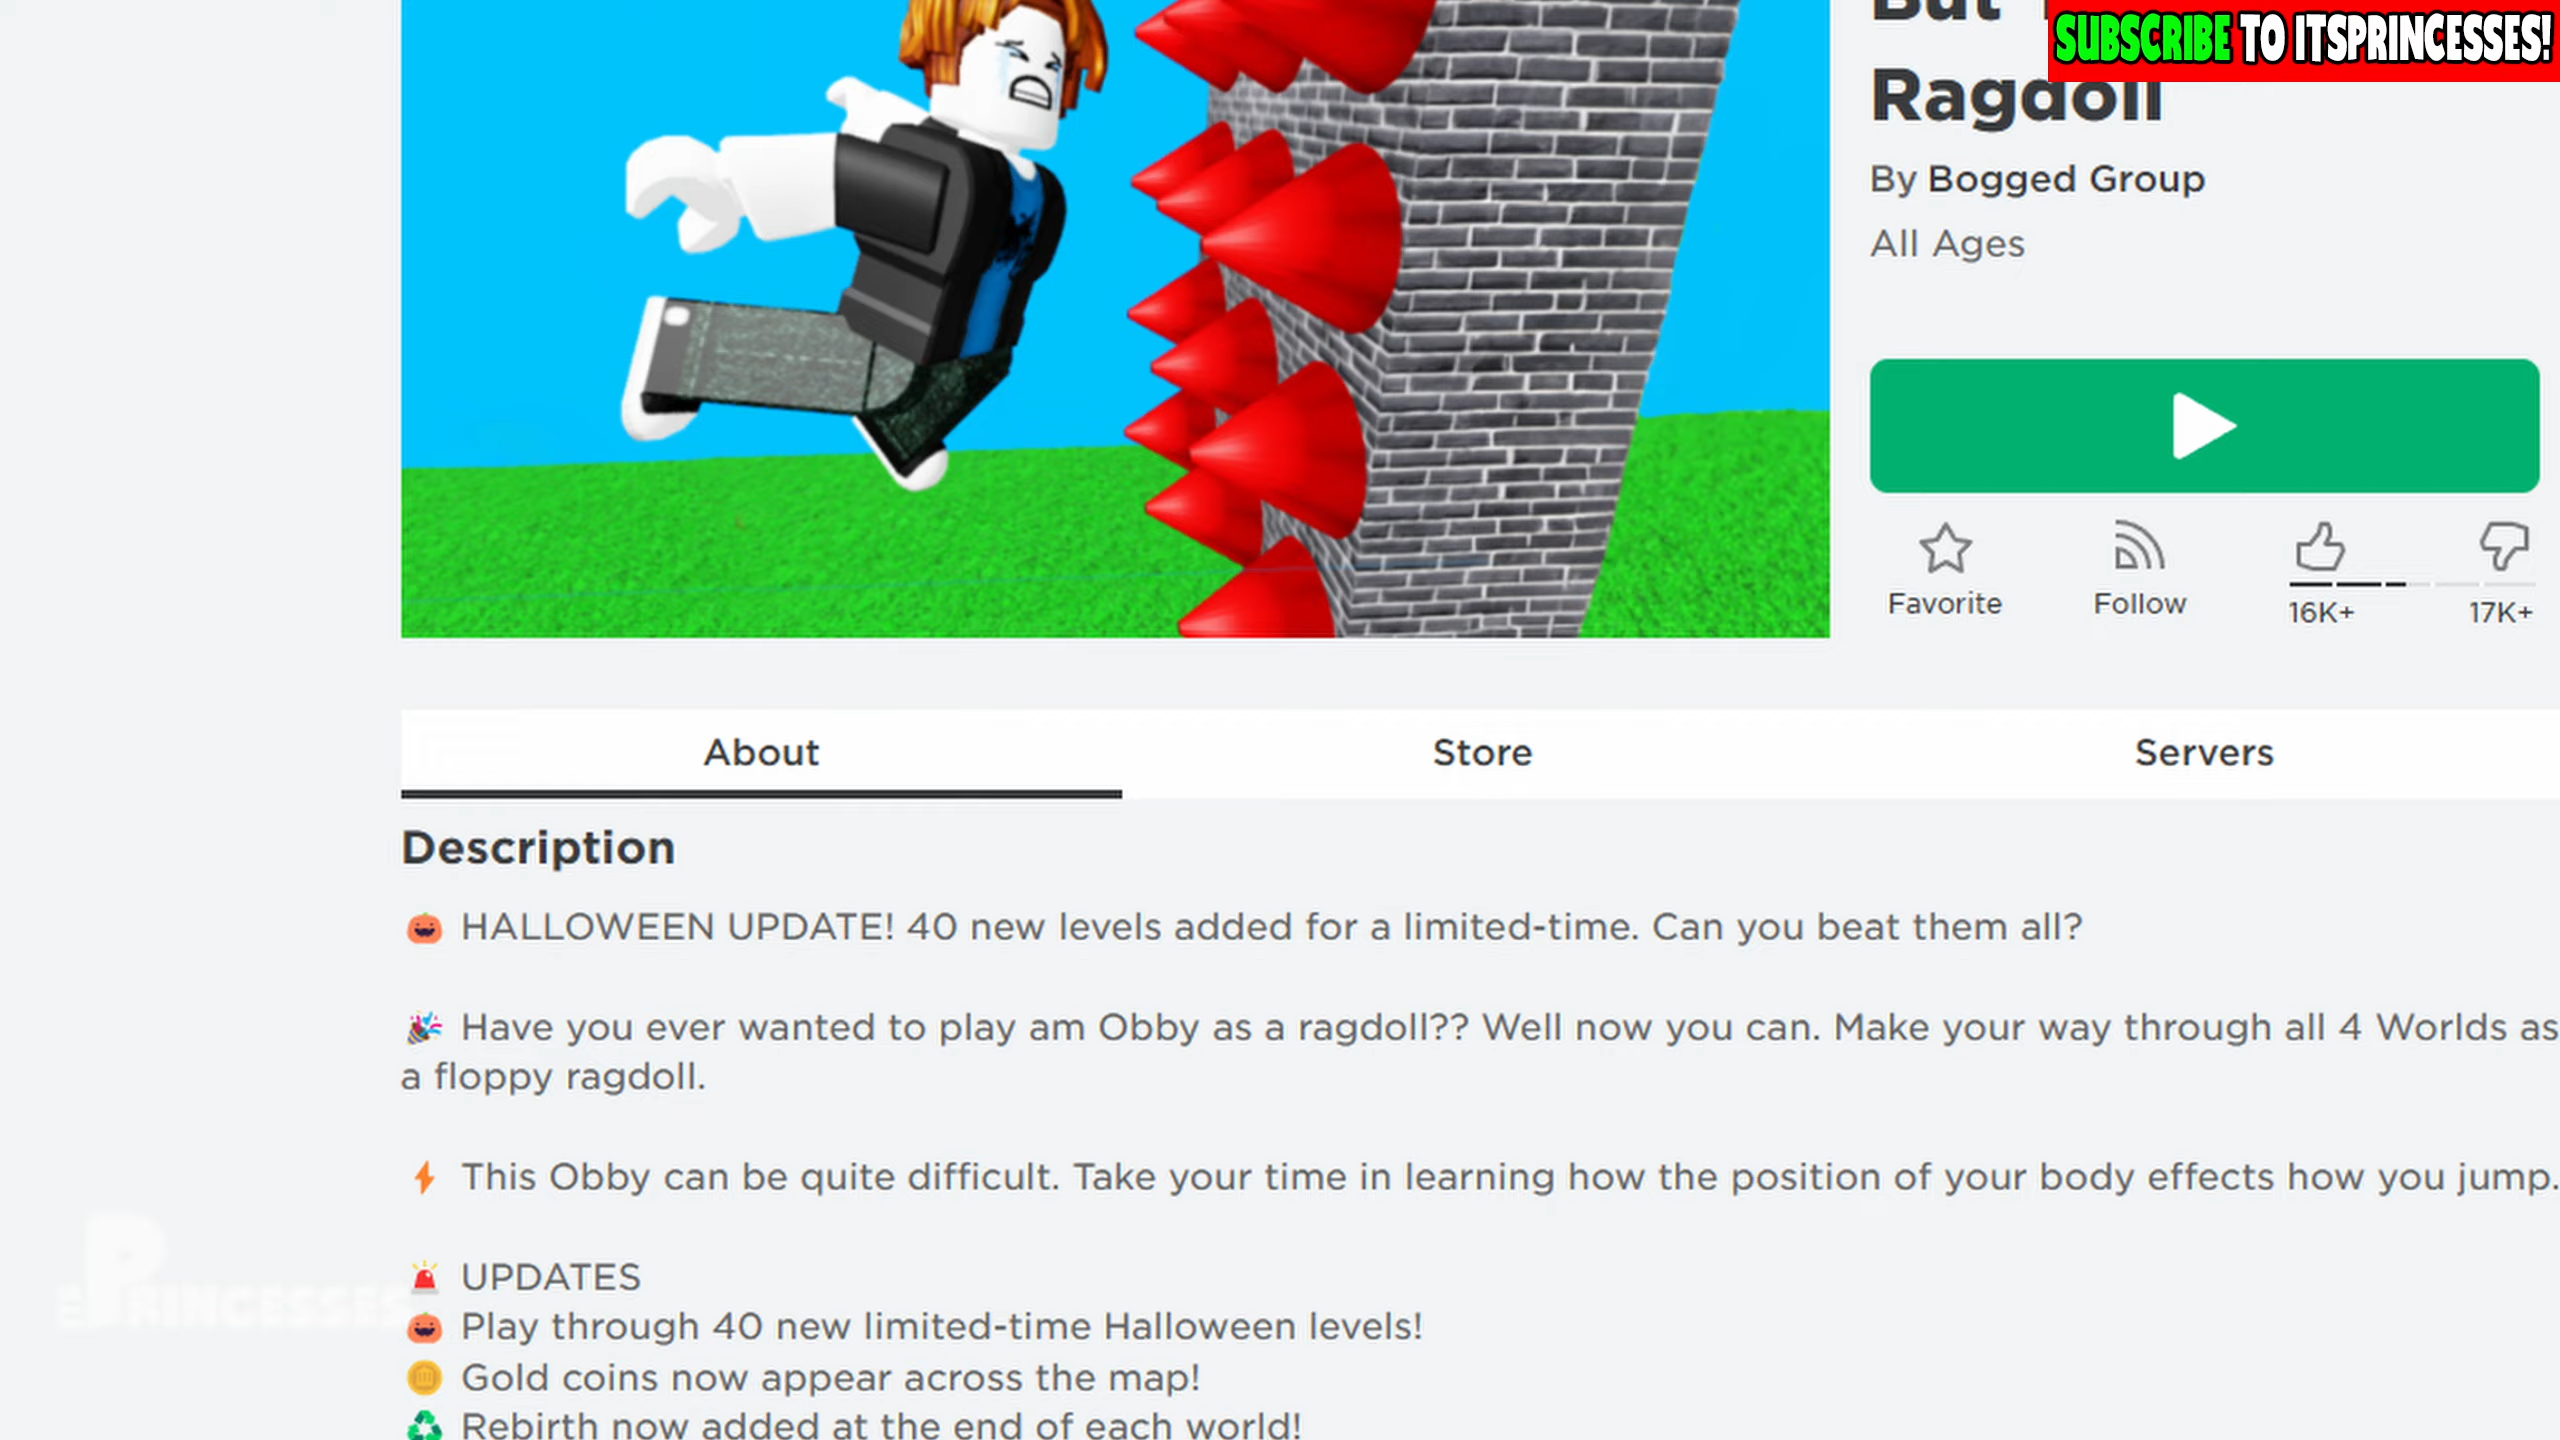 SUBSCRIBE TO ITSPRINCESSES!
But
Ragdoll
By Bogged Group
All Ages
Favorite
Follow
16K+
17K+
About
Store
Servers
Description
🎃 HALLOWEEN UPDATE! 40 new levels added for a limited-time. Can you beat them all?
🎉 Have you ever wanted to play am Obby as a ragdoll?? Well now you can. Make your way through all 4 Worlds as
a floppy ragdoll.
⚡ This Obby can be quite difficult. Take your time in learning how the position of your body effects how you jump.
🚨 UPDATES
🎃 Play through 40 new limited-time Halloween levels!
🪙 Gold coins now appear across the map!
♻️ Rebirth now added at the end of each world!
PRINCESSES